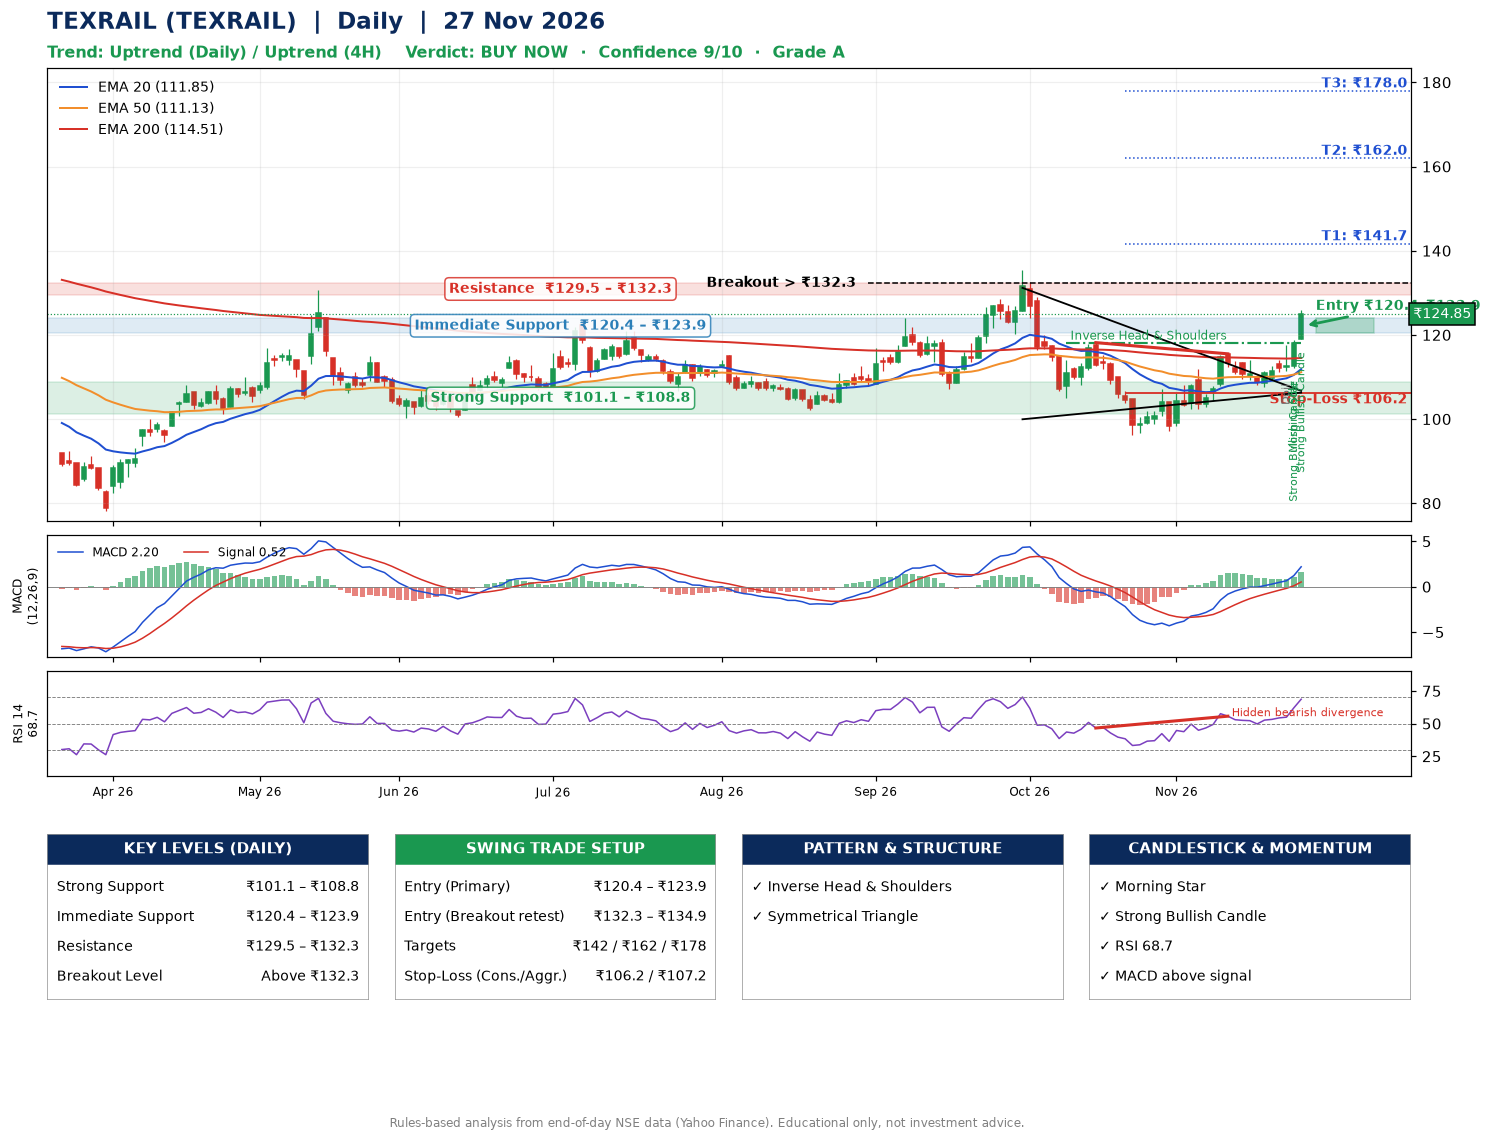 TEXRAIL (TEXRAIL)  |  Daily  |  27 Nov 2026
Trend: Uptrend (Daily) / Uptrend (4H)    Verdict: BUY NOW  ·  Confidence 9/10  ·  Grade A
EMA 20 (111.85)
EMA 50 (111.13)
EMA 200 (114.51)
T3: ₹178.0
T2: ₹162.0
T1: ₹141.7
Resistance  ₹129.5 – ₹132.3
Breakout > ₹132.3
Immediate Support  ₹120.4 – ₹123.9
Strong Support  ₹101.1 – ₹108.8
Inverse Head & Shoulders
Entry ₹120.
₹124.85
Stop-Loss ₹106.2
Strong Bullish Candle
180
160
140
120
100
80
MACD 2.20
Signal 0.52
MACD
(12,26,9)
5
0
−5
RSI 14
68.7
Hidden bearish divergence
75
50
25
Apr 26
May 26
Jun 26
Jul 26
Aug 26
Sep 26
Oct 26
Nov 26
KEY LEVELS (DAILY)
Strong Support ₹101.1 – ₹108.8
Immediate Support ₹120.4 – ₹123.9
Resistance ₹129.5 – ₹132.3
Breakout Level Above ₹132.3
SWING TRADE SETUP
Entry (Primary) ₹120.4 – ₹123.9
Entry (Breakout retest) ₹132.3 – ₹134.9
Targets ₹142 / ₹162 / ₹178
Stop-Loss (Cons./Aggr.) ₹106.2 / ₹107.2
PATTERN & STRUCTURE
✓ Inverse Head & Shoulders
✓ Symmetrical Triangle
CANDLESTICK & MOMENTUM
✓ Morning Star
✓ Strong Bullish Candle
✓ RSI 68.7
✓ MACD above signal
Rules-based analysis from end-of-day NSE data (Yahoo Finance). Educational only, not investment advice.